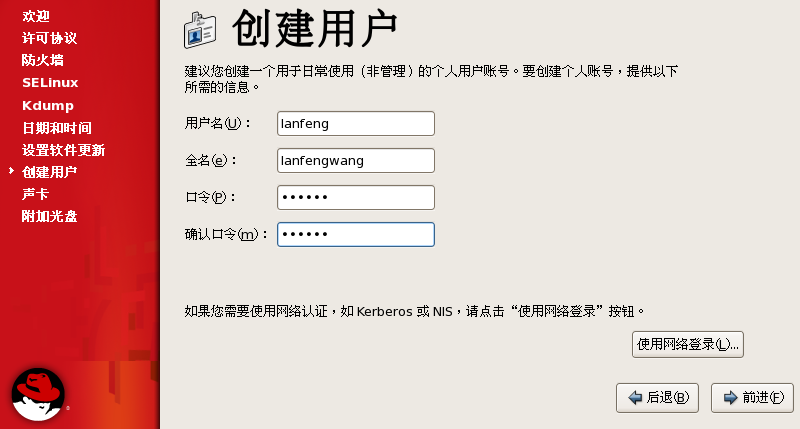 欢迎
许可协议
防火墙
SELinux
Kdump
日期和时间
设置软件更新
创建用户
声卡
附加光盘
创建用户
建议您创建一个用于日常使用（非管理）的个人用户账号。要创建个人账号，提供以下
所需的信息。
用户名(U)： lanfeng
全名(e)： lanfengwang
口令(P)： ••••••
确认口令(m)： ••••••
如果您需要使用网络认证，如 Kerberos 或 NIS，请点击“使用网络登录”按钮。
使用网络登录(L)...
后退(B) 前进(F)